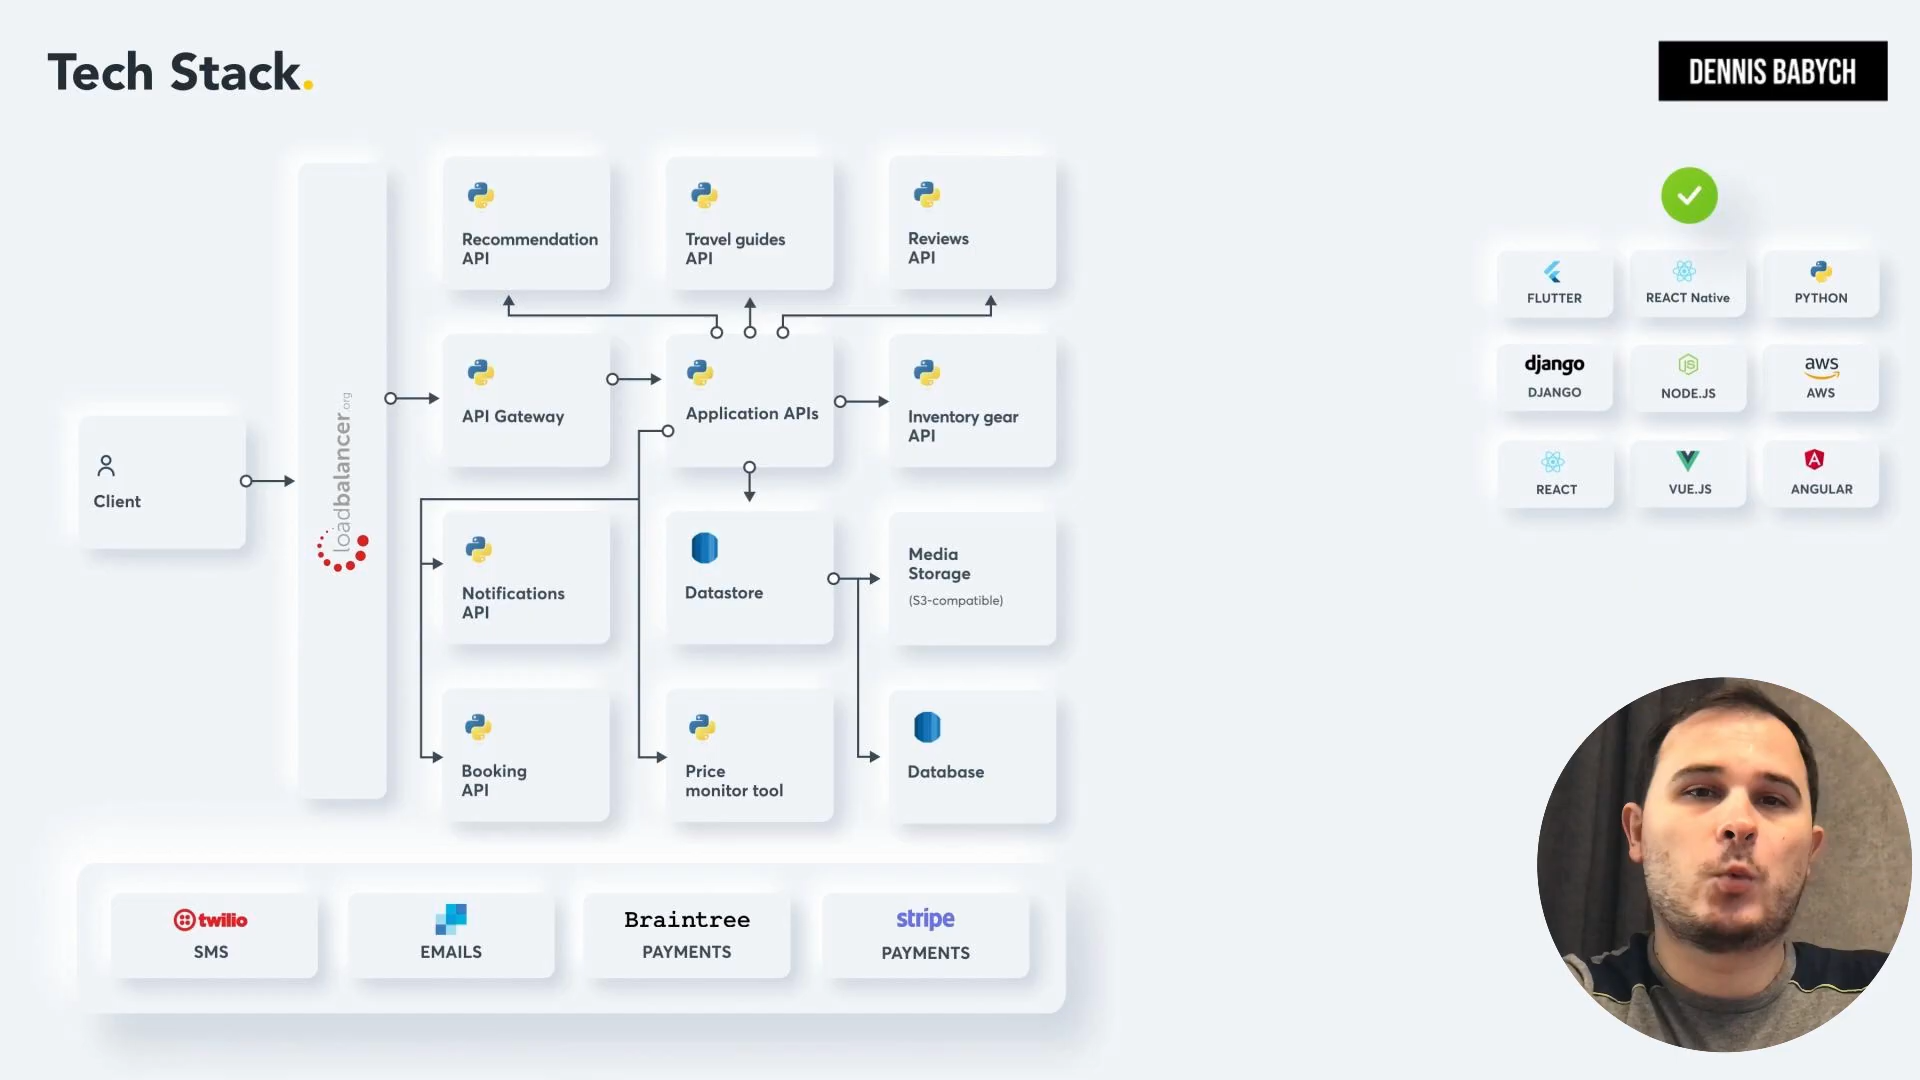 Tech Stack.
DENNIS BABYCH
Recommendation
API
Travel guides
API
Reviews
API
API Gateway
Application APIs
Inventory gear
API
Client
loadbalancer.org
Notifications
API
Datastore
Media
Storage
(S3-compatible)
Booking
API
Price
monitor tool
Database
twilio
SMS
EMAILS
Braintree
PAYMENTS
stripe
PAYMENTS
FLUTTER
REACT Native
PYTHON
django
DJANGO
JS
NODE.JS
aws
AWS
REACT
VUE.JS
A
ANGULAR